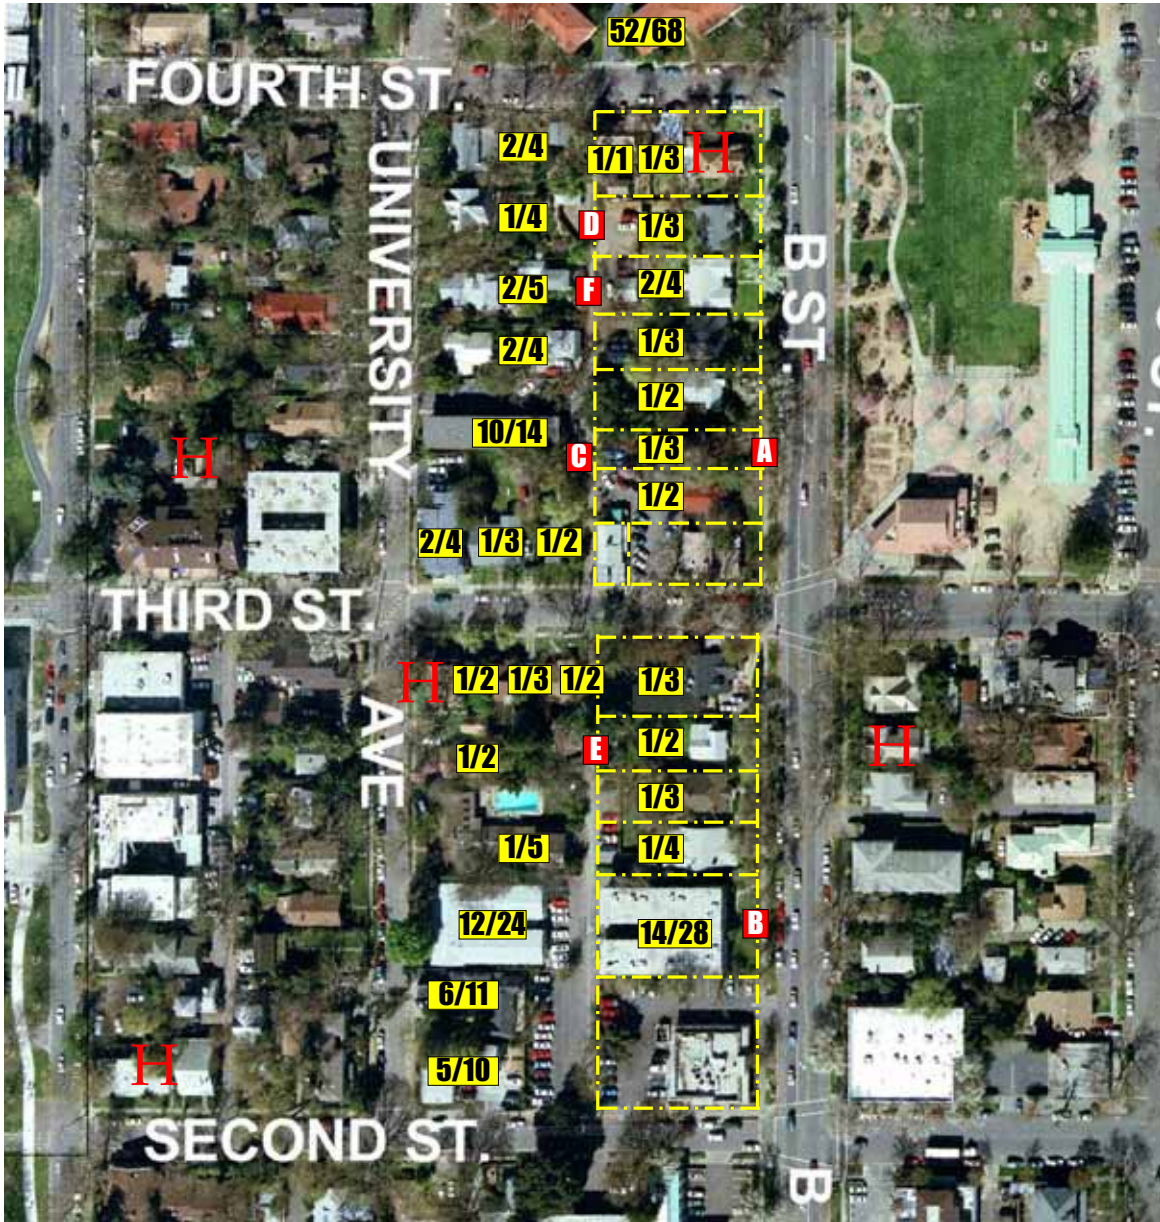 52/68
FOURTH ST
2/4
1/1
1/3
H
UNIVERSITY
1/4
D
1/3
B ST
2/5
F
2/4
2/4
1/3
1/2
10/14
C
1/3
A
H
1/2
2/4
1/3
1/2
THIRD ST.
H
1/2
1/3
1/2
1/3
AVE
1/2
E
1/2
H
1/3
1/5
1/4
12/24
14/28
B
6/11
H
5/10
SECOND ST.
B